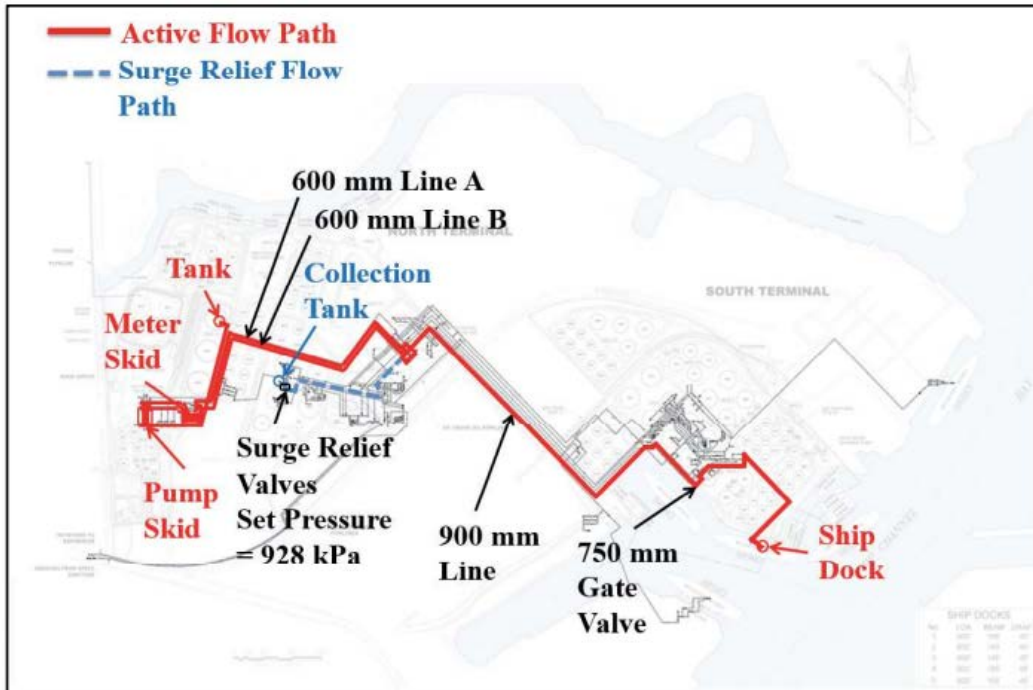 Active Flow Path
Surge Relief Flow
Path
600 mm Line A
600 mm Line B
NORTH TERMINAL
Tank
Collection
Tank
SOUTH TERMINAL
Meter
Skid
Surge Relief
Valves
Set Pressure
= 928 kPa
Pump
Skid
900 mm
Line
750 mm
Gate
Valve
Ship
Dock
SHIP DOCKS